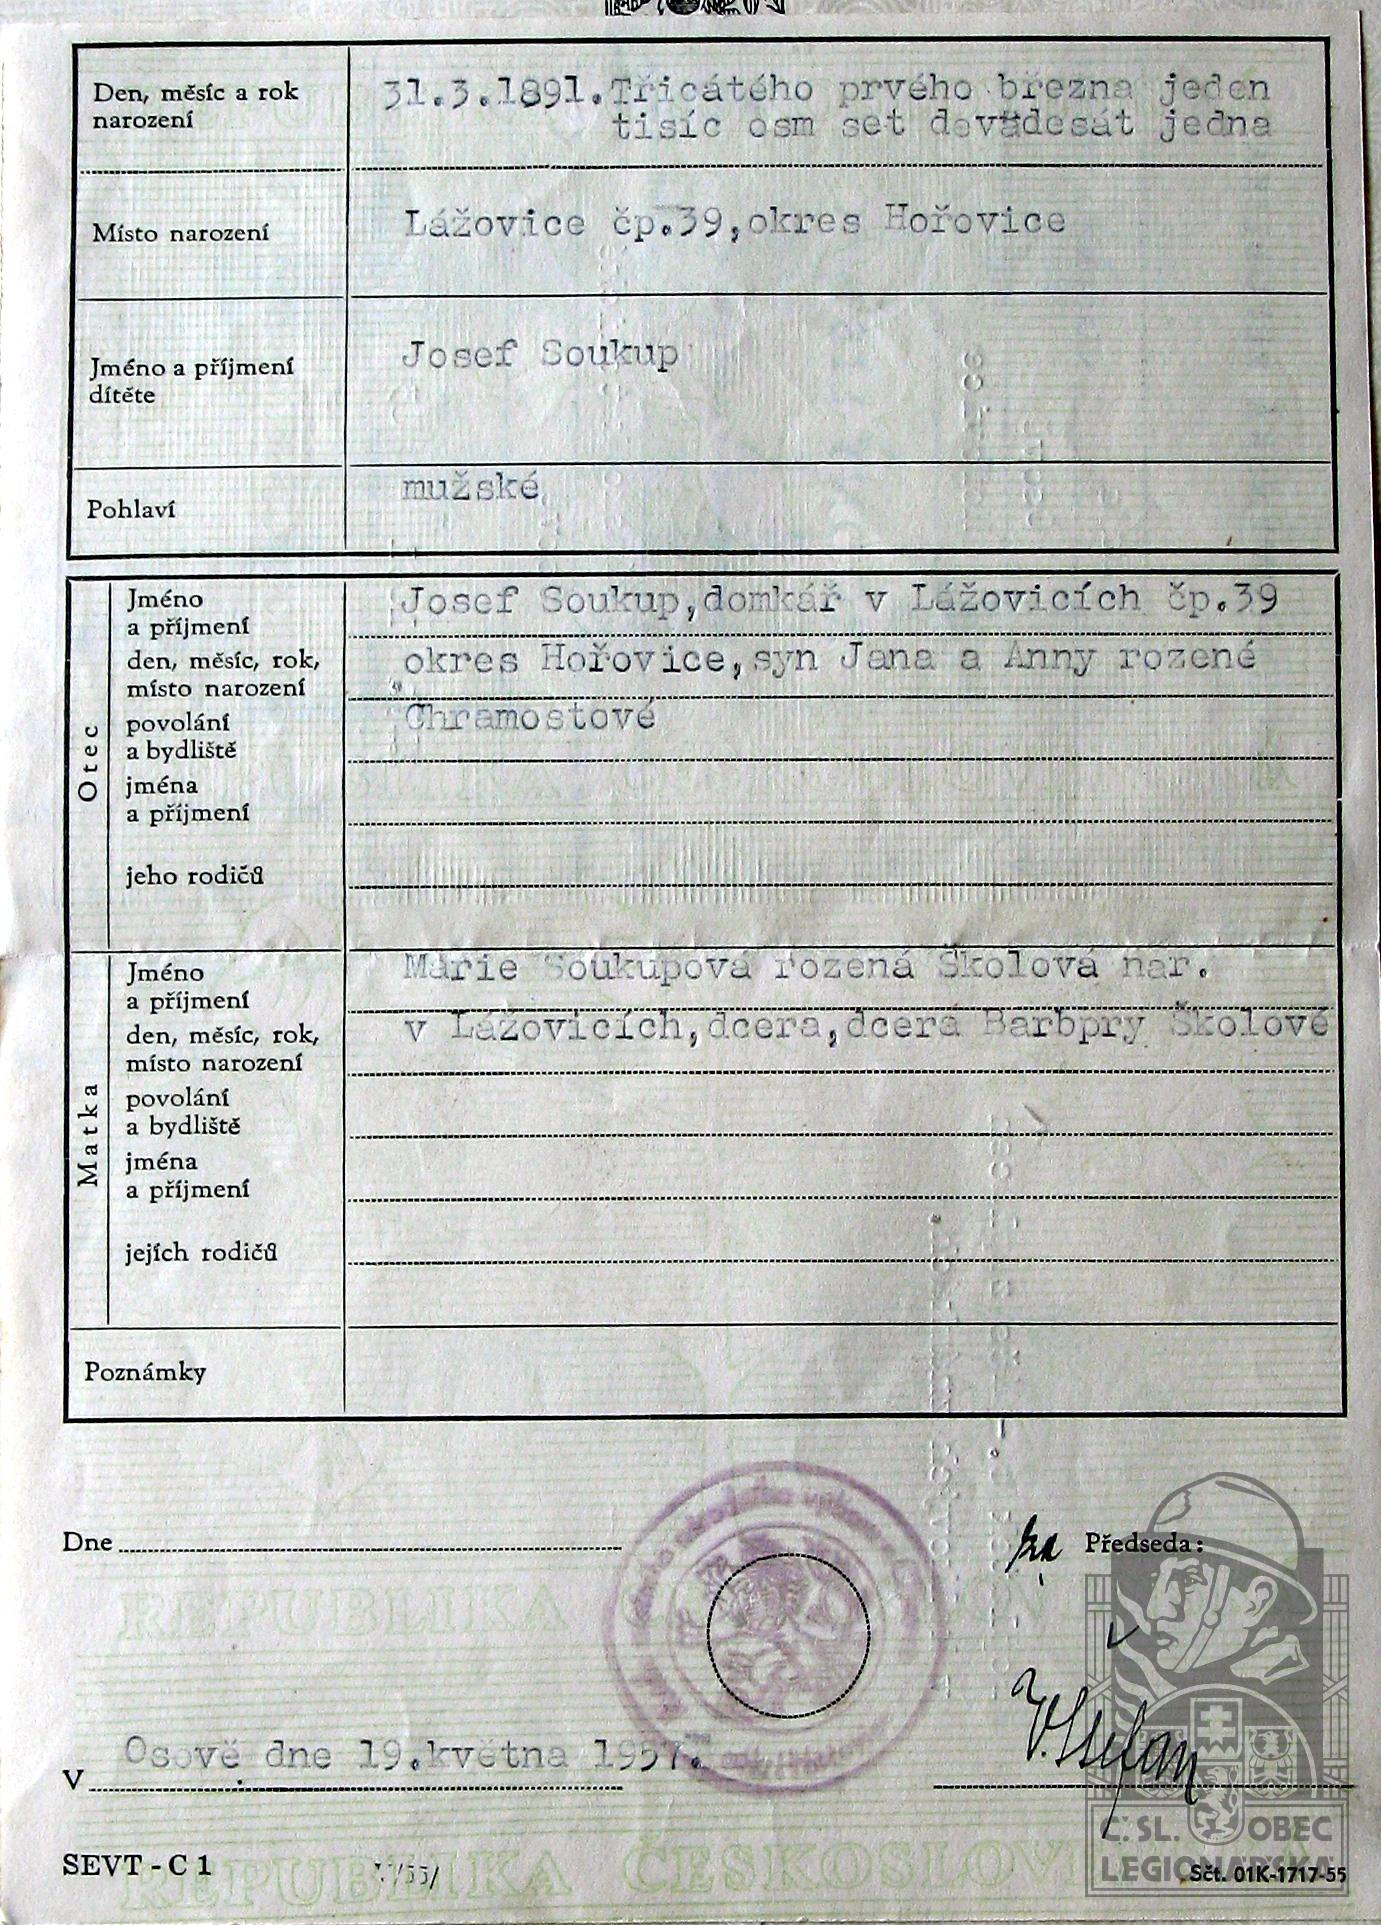 Den, měsíc a rok
narození
31.3.1891.Třicátého prvého března jeden
tisíc osm set devädesát jedna
Místo narození
Lážovice čp.39,okres Hořovice
Jméno a příjmení
dítěte
Josef Soukup
Pohlaví
mužské
Otec
Jméno
a příjmení
Josef Soukup,domkář v Lážovicích čp.39
den, měsíc, rok,
místo narození
okres Hořovice,syn Jana a Anny rozené
povolání
a bydliště
Chramostové
jména
a příjmení
jeho rodičů
Matka
Jméno
a příjmení
Marie Soukupová rozená Školová nar.
den, měsíc, rok,
místo narození
v Lážovicích,dcera,dcera Barbpry Školové
povolání
a bydliště
jména
a příjmení
jejích rodičů
Poznámky
Dne
za Předseda:
REPUBLIKA
V Osově dne 19.května 1957.
V. Štefan
Č. SL. OBEC
LEGIONÁŘSKÁ
SEVT - C 1
Sčt. 01K-1717-55
REPUBLIKA ČESKOSLOV